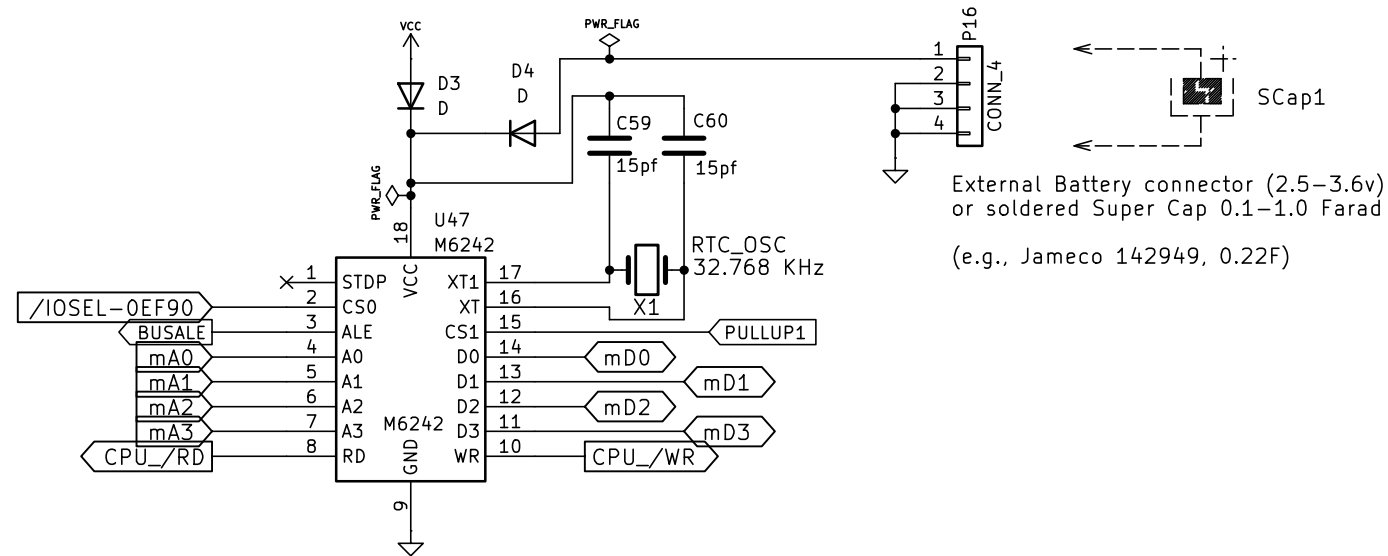 VCC
PWR_FLAG
P16
D3
D
D4
D
1
2
3
4
CONN_4
SCap1
C59
15pf
C60
15pf
External Battery connector (2.5-3.6v)
or soldered Super Cap 0.1-1.0 Farad
(e.g., Jameco 142949, 0.22F)
PWR_FLAG
18
U47
M6242
VCC
RTC_OSC
32.768 KHz
X1
1 STDP
XT1 17
/IOSEL-0EF90 2 CS0
XT 16
BUSALE 3 ALE
CS1 15 PULLUP1
mA0 4 A0
D0 14 mD0
mA1 5 A1
D1 13 mD1
mA2 6 A2
D2 12 mD2
mA3 7 A3
M6242
D3 11 mD3
CPU_/RD 8 RD
WR 10 CPU_/WR
GND
9